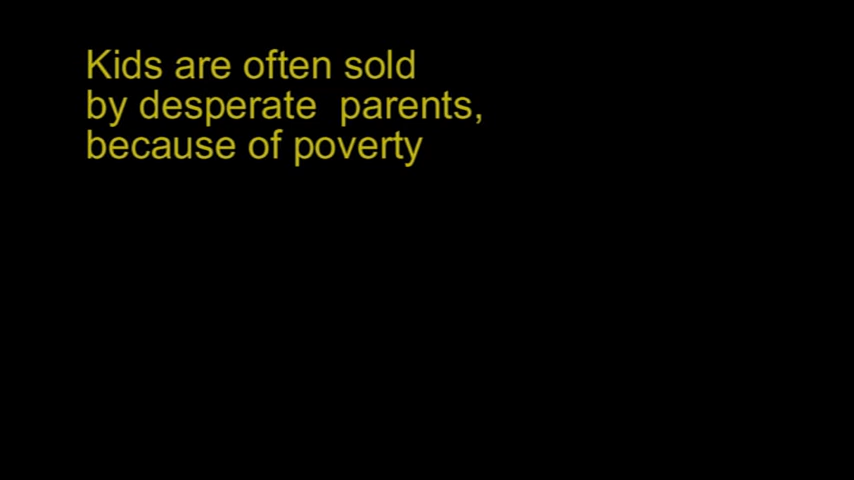 Kids are often sold
by desperate  parents,
because of poverty